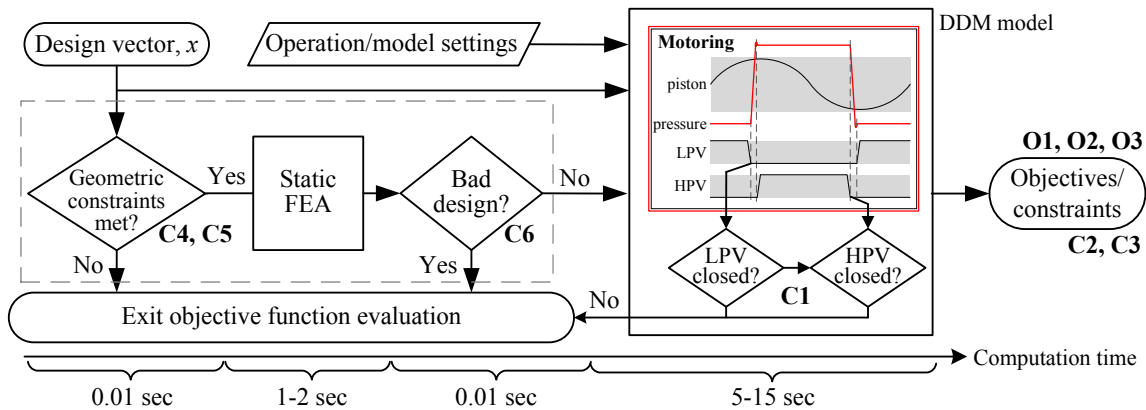 Design vector, x
Operation/model settings
DDM model
Motoring
piston
pressure
LPV
HPV
Geometric
constraints
met?
C4, C5
Yes
No
Static
FEA
Bad
design?
C6
No
Yes
LPV
closed?
C1
HPV
closed?
No
O1, O2, O3
Objectives/
constraints
C2, C3
Exit objective function evaluation
Computation time
0.01 sec
1-2 sec
0.01 sec
5-15 sec